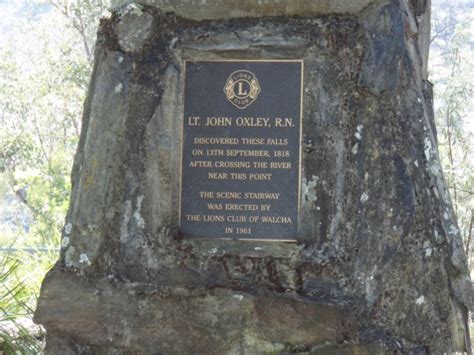 LIONS
L
CLUB
LT. JOHN OXLEY, R.N.
DISCOVERED THESE FALLS
ON 13TH SEPTEMBER, 1818
AFTER CROSSING THE RIVER
NEAR THIS POINT
THE SCENIC STAIRWAY
WAS ERECTED BY
THE LIONS CLUB OF WALCHA
IN 1961